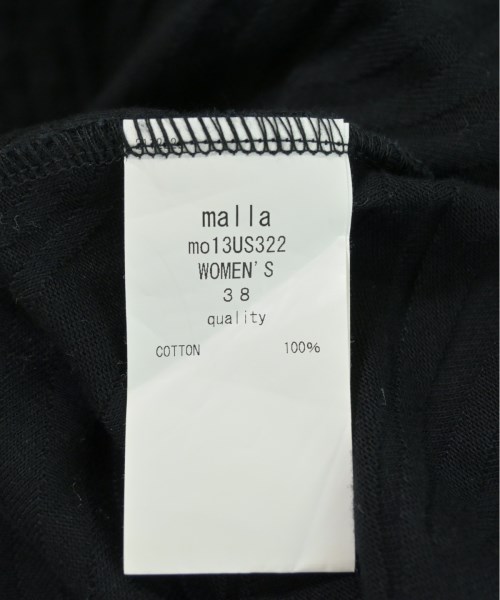 malla
mo13US322
WOMEN'S
38
quality
COTTON 100%